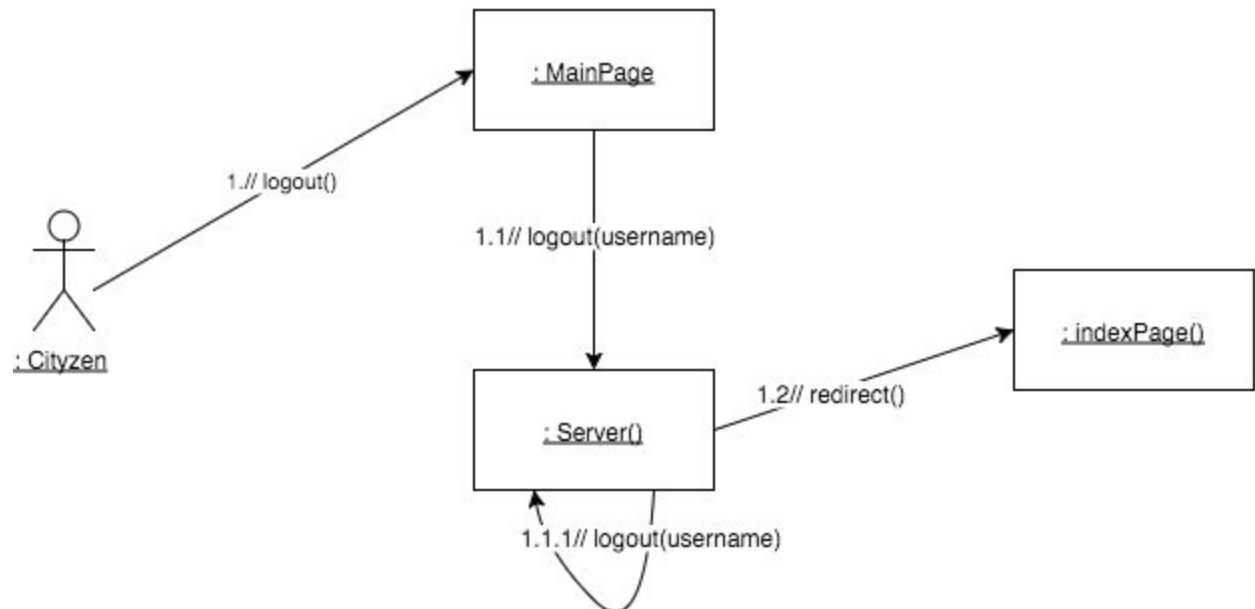 : MainPage
1.// logout()
1.1// logout(username)
: Cityzen
: indexPage()
1.2// redirect()
: Server()
1.1.1// logout(username)